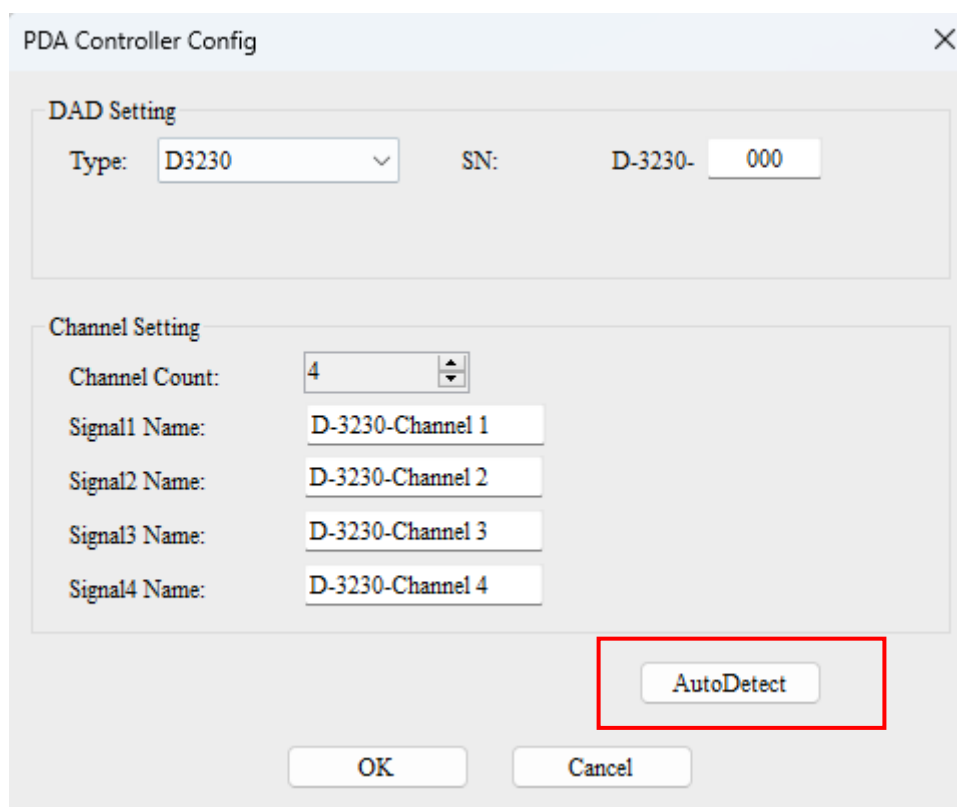 PDA Controller Config
DAD Setting
Type: D3230 SN: D-3230- 000
Channel Setting
Channel Count: 4
Signal1 Name: D-3230-Channel 1
Signal2 Name: D-3230-Channel 2
Signal3 Name: D-3230-Channel 3
Signal4 Name: D-3230-Channel 4
AutoDetect
OK Cancel